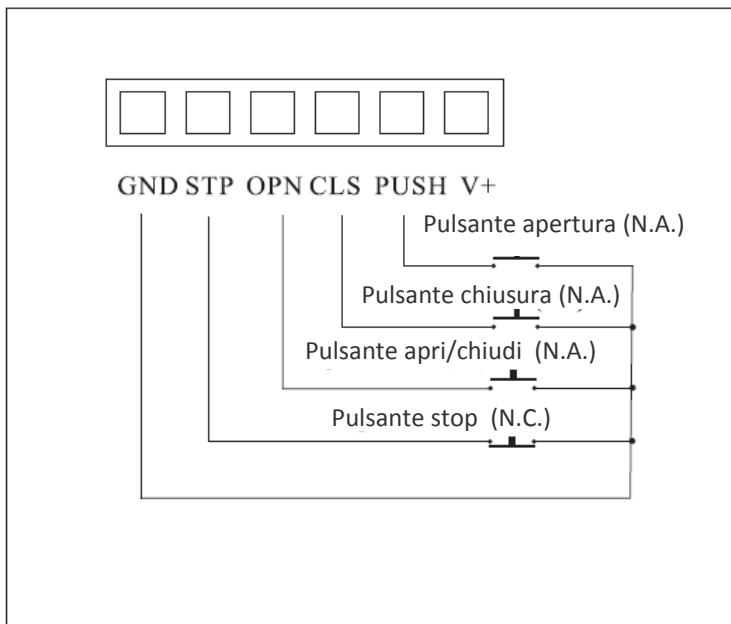 GND STP OPN CLS PUSH V+
Pulsante apertura (N.A.)
Pulsante chiusura (N.A.)
Pulsante apri/chiudi (N.A.)
Pulsante stop (N.C.)